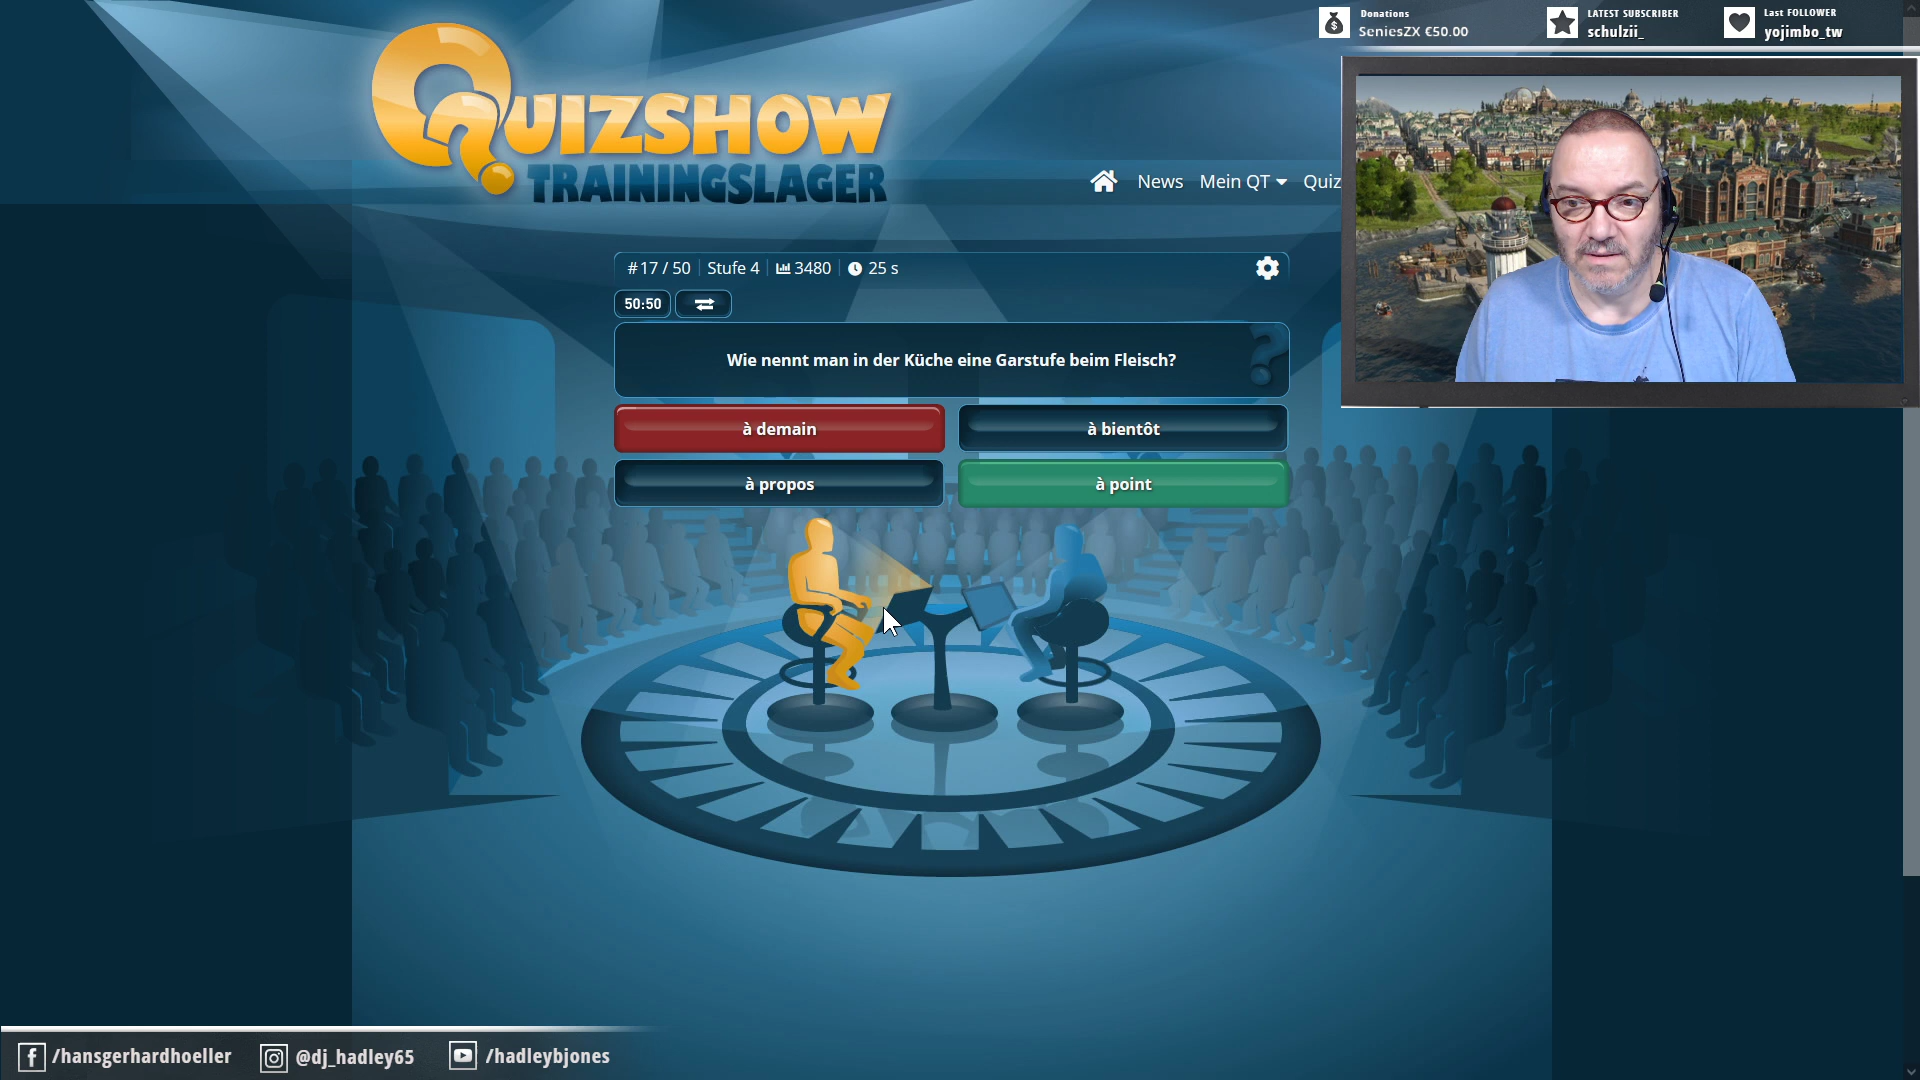 Donations
SeniesZX €50.00
LATEST SUBSCRIBER
schulzii_
Last FOLLOWER
yojimbo_tw
QUIZSHOW
TRAININGSLAGER
News Mein QT Quiz
#17 / 50 Stufe 4 3480 25 s
50:50
Wie nennt man in der Küche eine Garstufe beim Fleisch?
à demain
à bientôt
à propos
à point
/hansgerhardhoeller @dj_hadley65 /hadleybjones